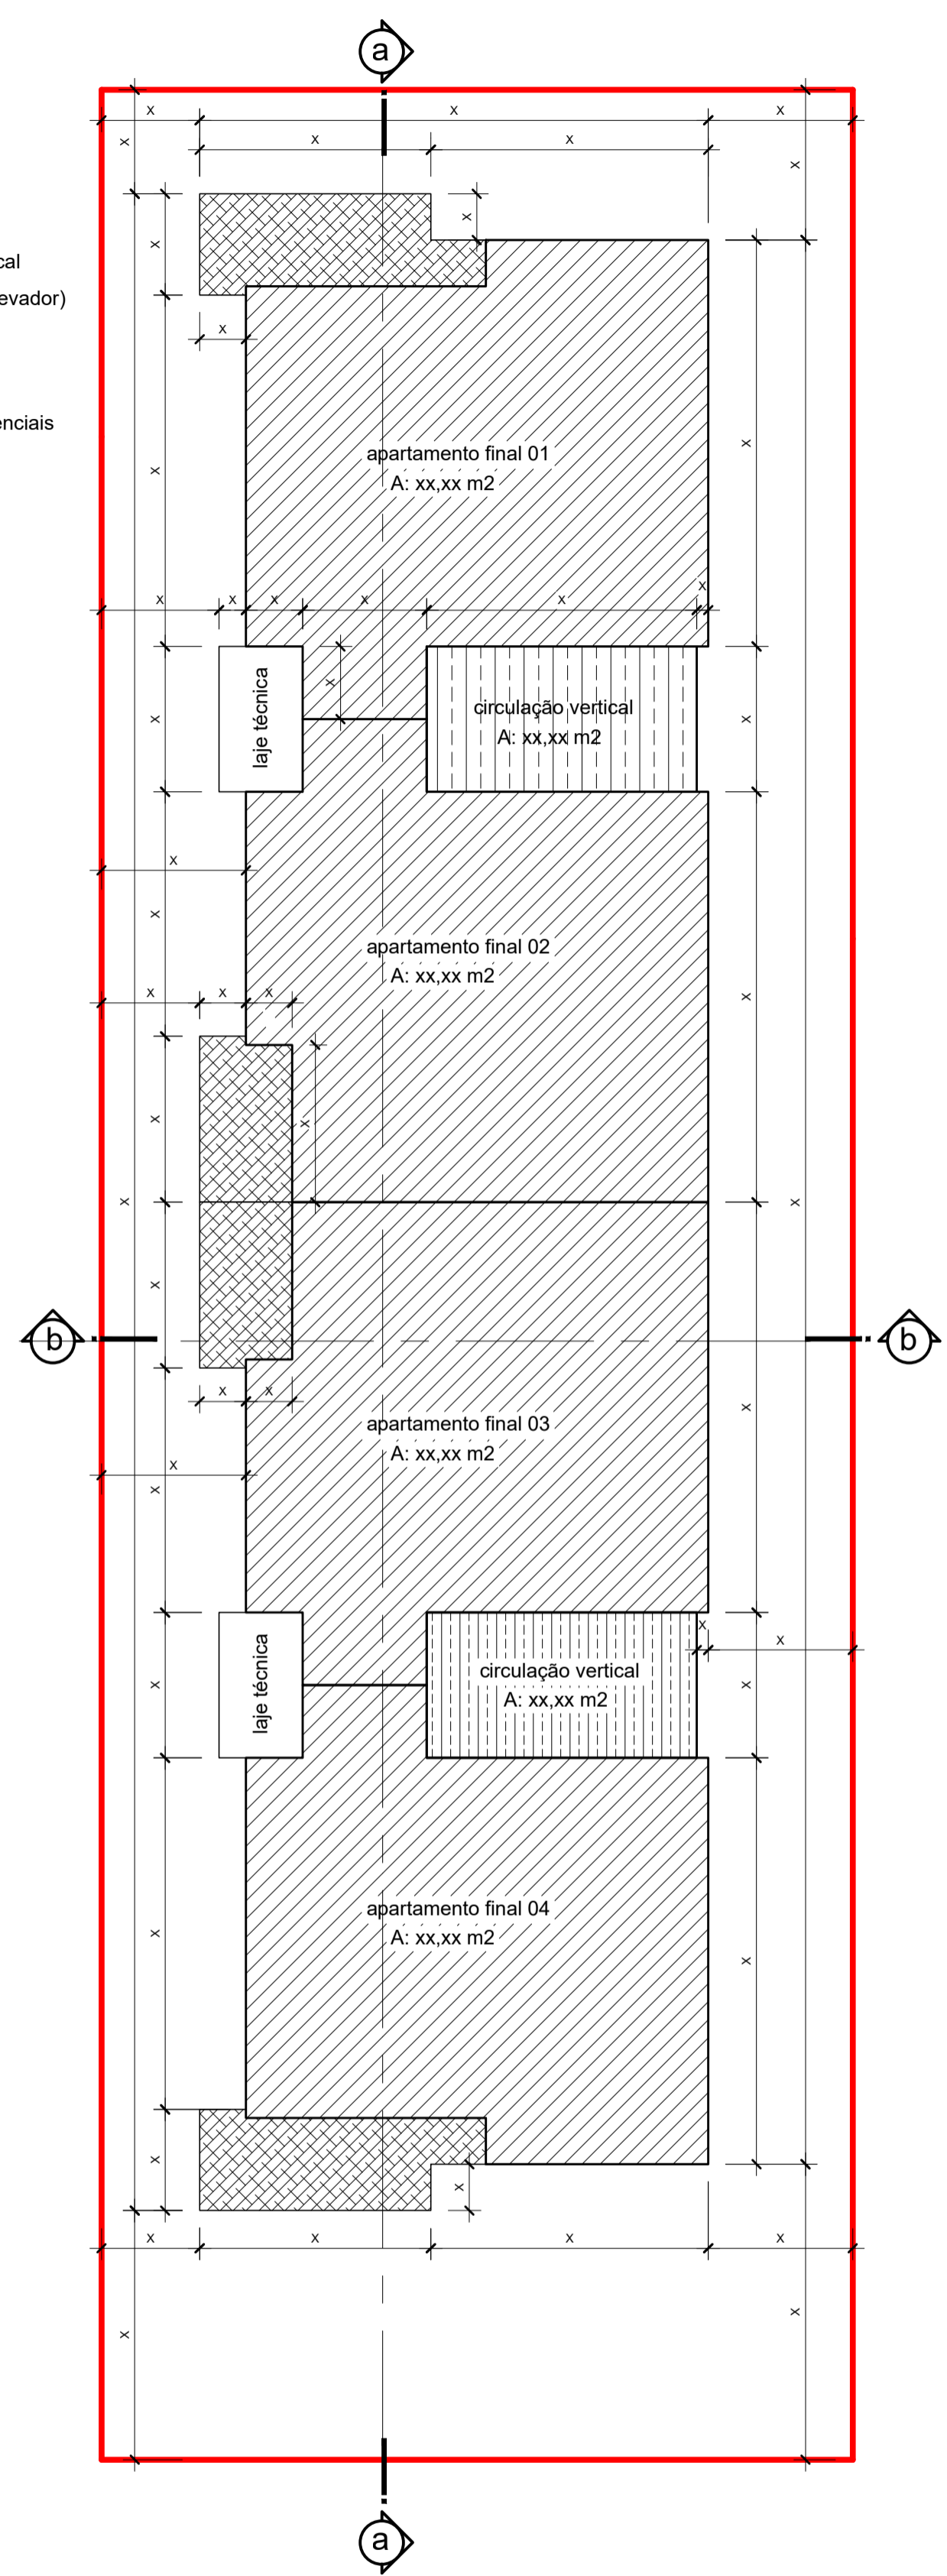 a
x
x
x
x
x
x
x
x
x
cal
evador)
x
enciais
x
x
apartamento final 01
A: xx,xx m2
x
x
x
x
x
x
x
laje técnica
x
circulação vertical
A: xx,xx m2
x
x
x
x
apartamento final 02
A: xx,xx m2
x
x
x
x
x
x
x
x
x
b
b
x
x
x
apartamento final 03
A: xx,xx m2
x
x
x
x
x
laje técnica
circulação vertical
A: xx,xx m2
x
apartamento final 04
A: xx,xx m2
x
x
x
x
x
x
x
x
x
x
a